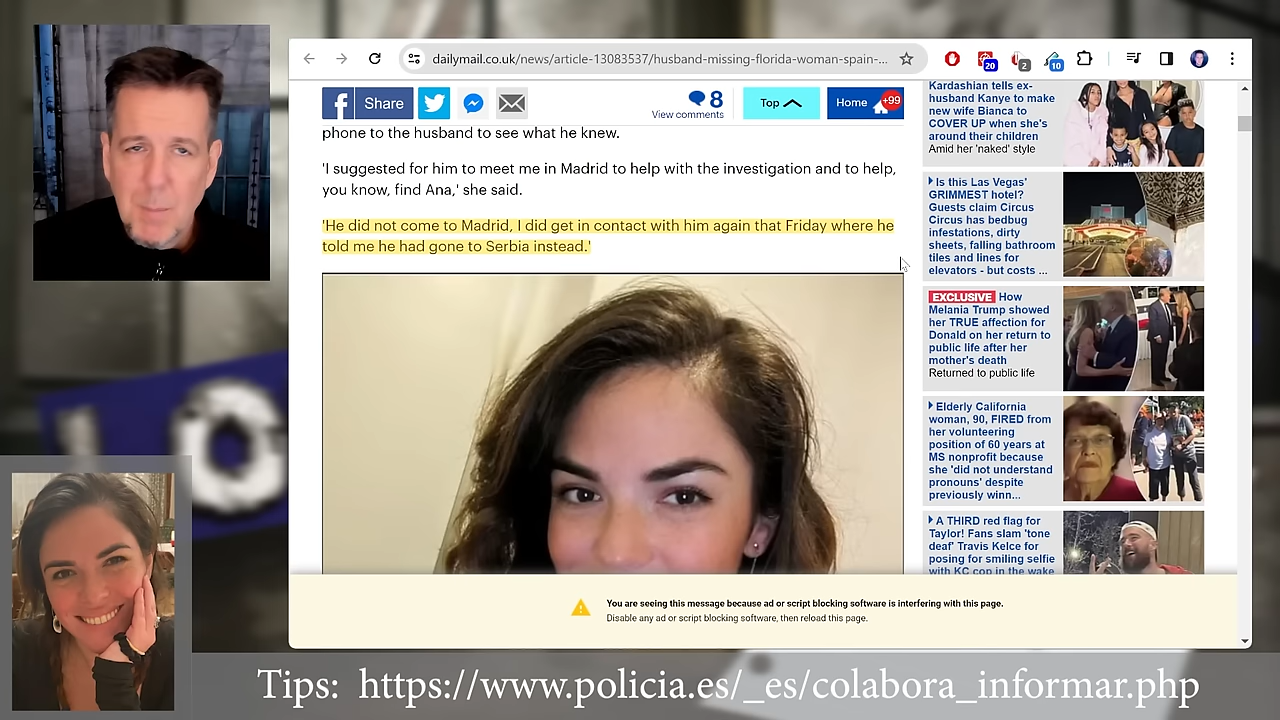 dailymail.co.uk/news/article-13083537/husband-missing-florida-woman-spain-...
20
2
10
Share
8
View comments
Top
Home
+99
phone to the husband to see what he knew.
'I suggested for him to meet me in Madrid to help with the investigation and to help,
you know, find Ana,' she said.
'He did not come to Madrid, I did get in contact with him again that Friday where he
told me he had gone to Serbia instead.'
Kardashian tells ex-
husband Kanye to make
new wife Bianca to
COVER UP when she's
around their children
Amid her 'naked' style
Is this Las Vegas'
GRIMMEST hotel?
Guests claim Circus
Circus has bedbug
infestations, dirty
sheets, falling bathroom
tiles and lines for
elevators - but costs ...
EXCLUSIVE How
Melania Trump showed
her TRUE affection for
Donald on her return to
public life after her
mother's death
Returned to public life
Elderly California
woman, 90, FIRED from
her volunteering
position of 60 years at
MS nonprofit because
she 'did not understand
pronouns' despite
previously winn...
A THIRD red flag for
Taylor! Fans slam 'tone
deaf' Travis Kelce for
posing for smiling selfie
with KC cop in the wake
You are seeing this message because ad or script blocking software is interfering with this page.
Disable any ad or script blocking software, then reload this page.
Tips: https://www.policia.es/_es/colabora_informar.php